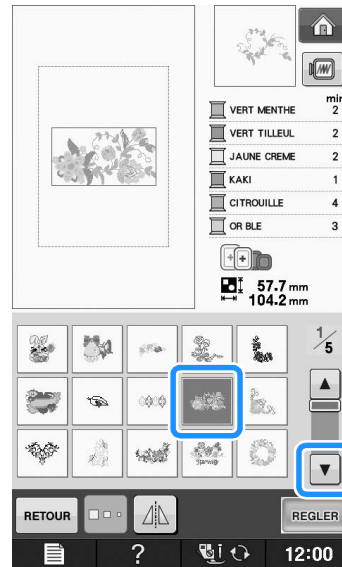 min
VERT MENTHE 2
VERT TILLEUL 2
JAUNE CREME 2
KAKI 1
CITROUILLE 4
OR BLE 3
57.7 mm
104.2 mm
1/5
RETOUR
REGLER
? 12:00